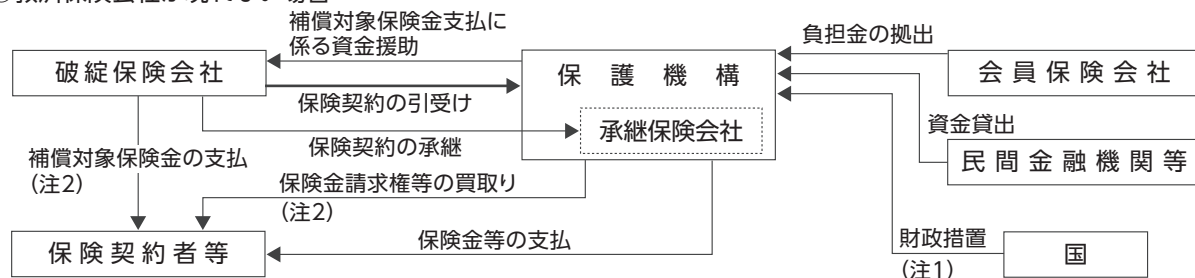 補償対象保険金支払に
係る資金援助
負担金の拠出
破綻保険会社
保護機構
会員保険会社
保険契約の引受け
承継保険会社
資金貸出
保険契約の承継
民間金融機関等
補償対象保険金の支払
(注2)
保険金請求権等の買取り
(注2)
保険契約者等
保険金等の支払
財政措置
(注1)
国